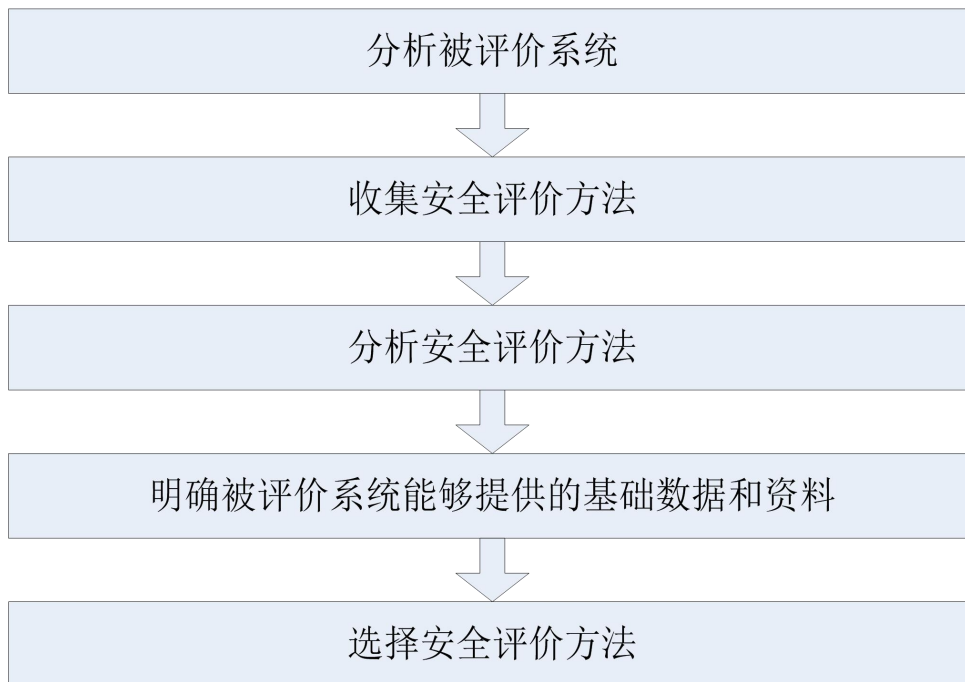 分析被评价系统
收集安全评价方法
分析安全评价方法
明确被评价系统能够提供的基础数据和资料
选择安全评价方法